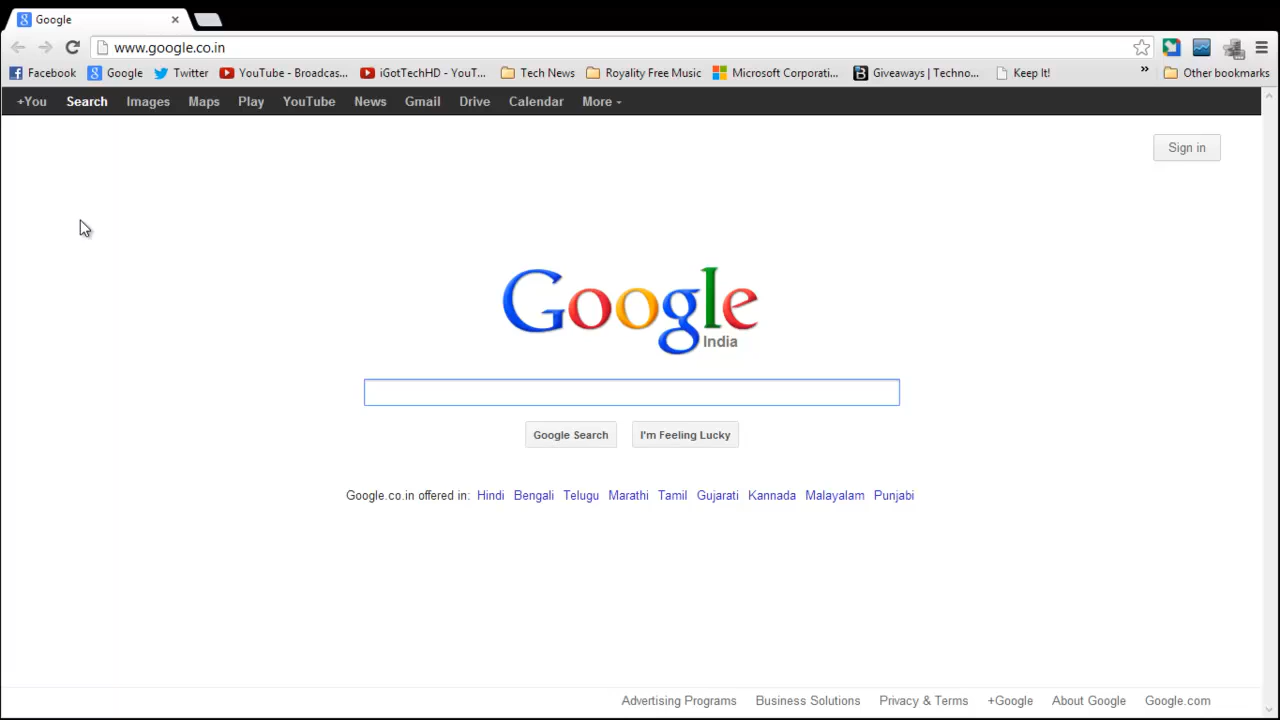 Google
www.google.co.in
Facebook Google Twitter YouTube - Broadcas... iGotTechHD - YouT... Tech News Royality Free Music Microsoft Corporati... Giveaways | Techno... Keep It! » Other bookmarks
+You Search Images Maps Play YouTube News Gmail Drive Calendar More
Sign in
Google
India
Google Search I'm Feeling Lucky
Google.co.in offered in: Hindi Bengali Telugu Marathi Tamil Gujarati Kannada Malayalam Punjabi
Advertising Programs Business Solutions Privacy & Terms +Google About Google Google.com